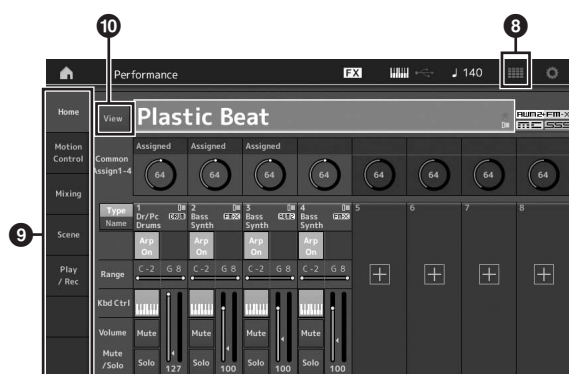 10
8
Performance
FX
♩ 140
Home
View
Plastic Beat
AWM2+FM-X
Motion
Control
Common
Assign1-4
Assigned
Assigned
Assigned
64
64
64
64
64
64
64
64
Mixing
9
Scene
Play
/ Rec
Type
Name
1
Dr/Pc
Drums
2
Bass
Synth
FM-X
3
Bass
Synth
4
Bass
Synth
FM-X
5
6
7
8
Arp
On
Arp
On
Arp
On
Arp
On
Range
C -2 G 8
C -2 G 8
C -2 G 8
C -2 G 8
Kbd Ctrl
Volume
Mute
Mute
Mute
Mute
Mute
/Solo
Solo
127
Solo
100
Solo
100
Solo
100